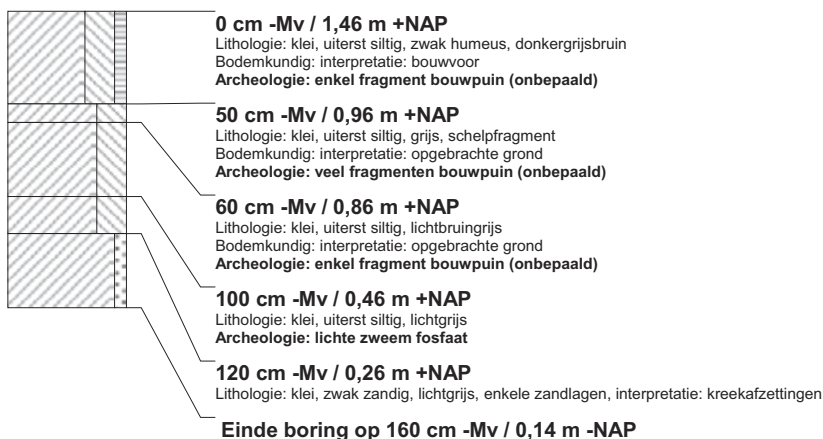 0 cm -Mv / 1,46 m +NAP
Lithologie: klei, uiterst siltig, zwak humeus, donkergrijsbruin
Bodemkundig: interpretatie: bouwvoor
Archeologie: enkel fragment bouwpuin (onbepaald)
50 cm -Mv / 0,96 m +NAP
Lithologie: klei, uiterst siltig, grijs, schelpfragment
Bodemkundig: interpretatie: opgebrachte grond
Archeologie: veel fragmenten bouwpuin (onbepaald)
60 cm -Mv / 0,86 m +NAP
Lithologie: klei, uiterst siltig, lichtbruingrijs
Bodemkundig: interpretatie: opgebrachte grond
Archeologie: enkel fragment bouwpuin (onbepaald)
100 cm -Mv / 0,46 m +NAP
Lithologie: klei, uiterst siltig, lichtgrijs
Archeologie: lichte zweem fosfaat
120 cm -Mv / 0,26 m +NAP
Lithologie: klei, zwak zandig, lichtgrijs, enkele zandlagen, interpretatie: kreekafzettingen
Einde boring op 160 cm -Mv / 0,14 m -NAP